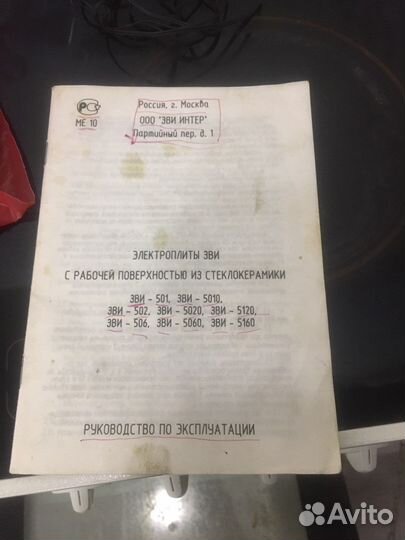 Россия, г. Москва
ООО "ЗВИ ИНТЕР"
Партийный пер. д. 1
РС
МЕ 10
ЭЛЕКТРОПЛИТЫ ЗВИ
С РАБОЧЕЙ ПОВЕРХНОСТЬЮ ИЗ СТЕКЛОКЕРАМИКИ
ЗВИ - 501, ЗВИ - 5010,
ЗВИ - 502, ЗВИ - 5020, ЗВИ - 5120,
ЗВИ - 506, ЗВИ - 5060, ЗВИ - 5160
РУКОВОДСТВО ПО ЭКСПЛУАТАЦИИ
Avito